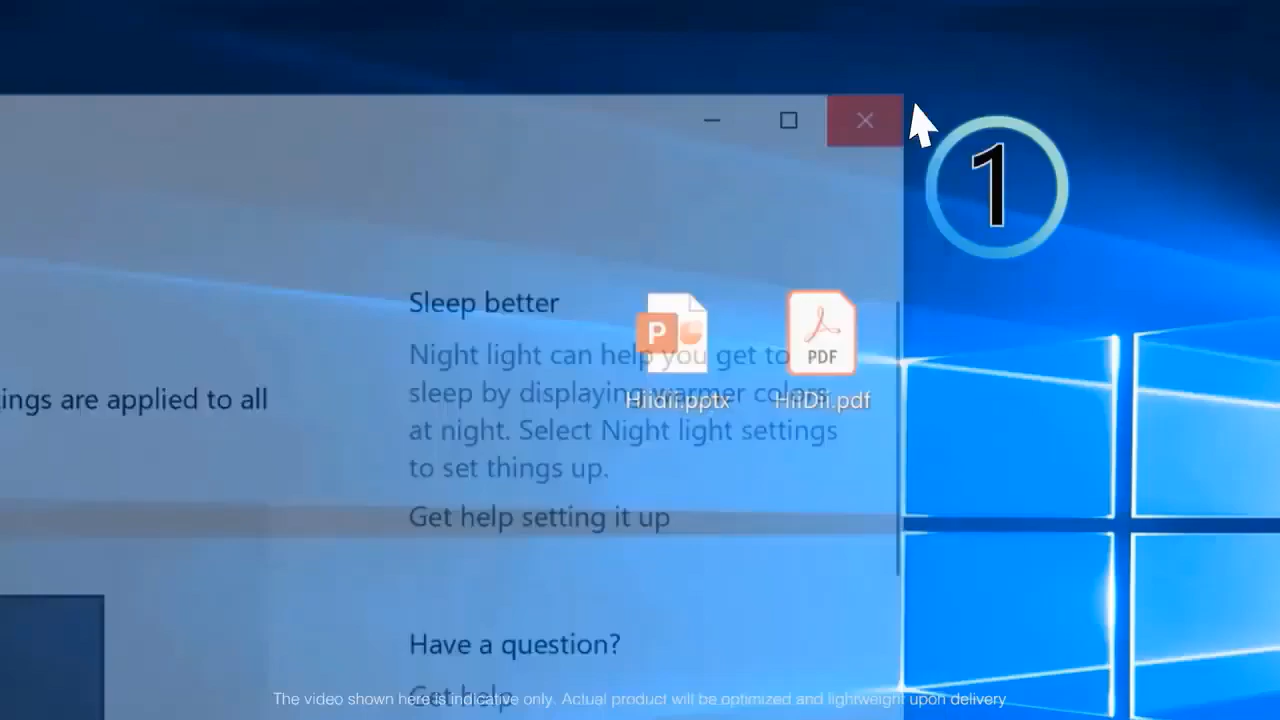 1
Sleep better
Night light can help you get to
sleep by displaying warmer colors
at night. Select Night light settings
to set things up.
Get help setting it up
Have a question?
Get help
ings are applied to all
P
PDF
Hiidii.pptx
HiiDii.pdf
The video shown here is indicative only. Actual product will be optimized and lightweight upon delivery